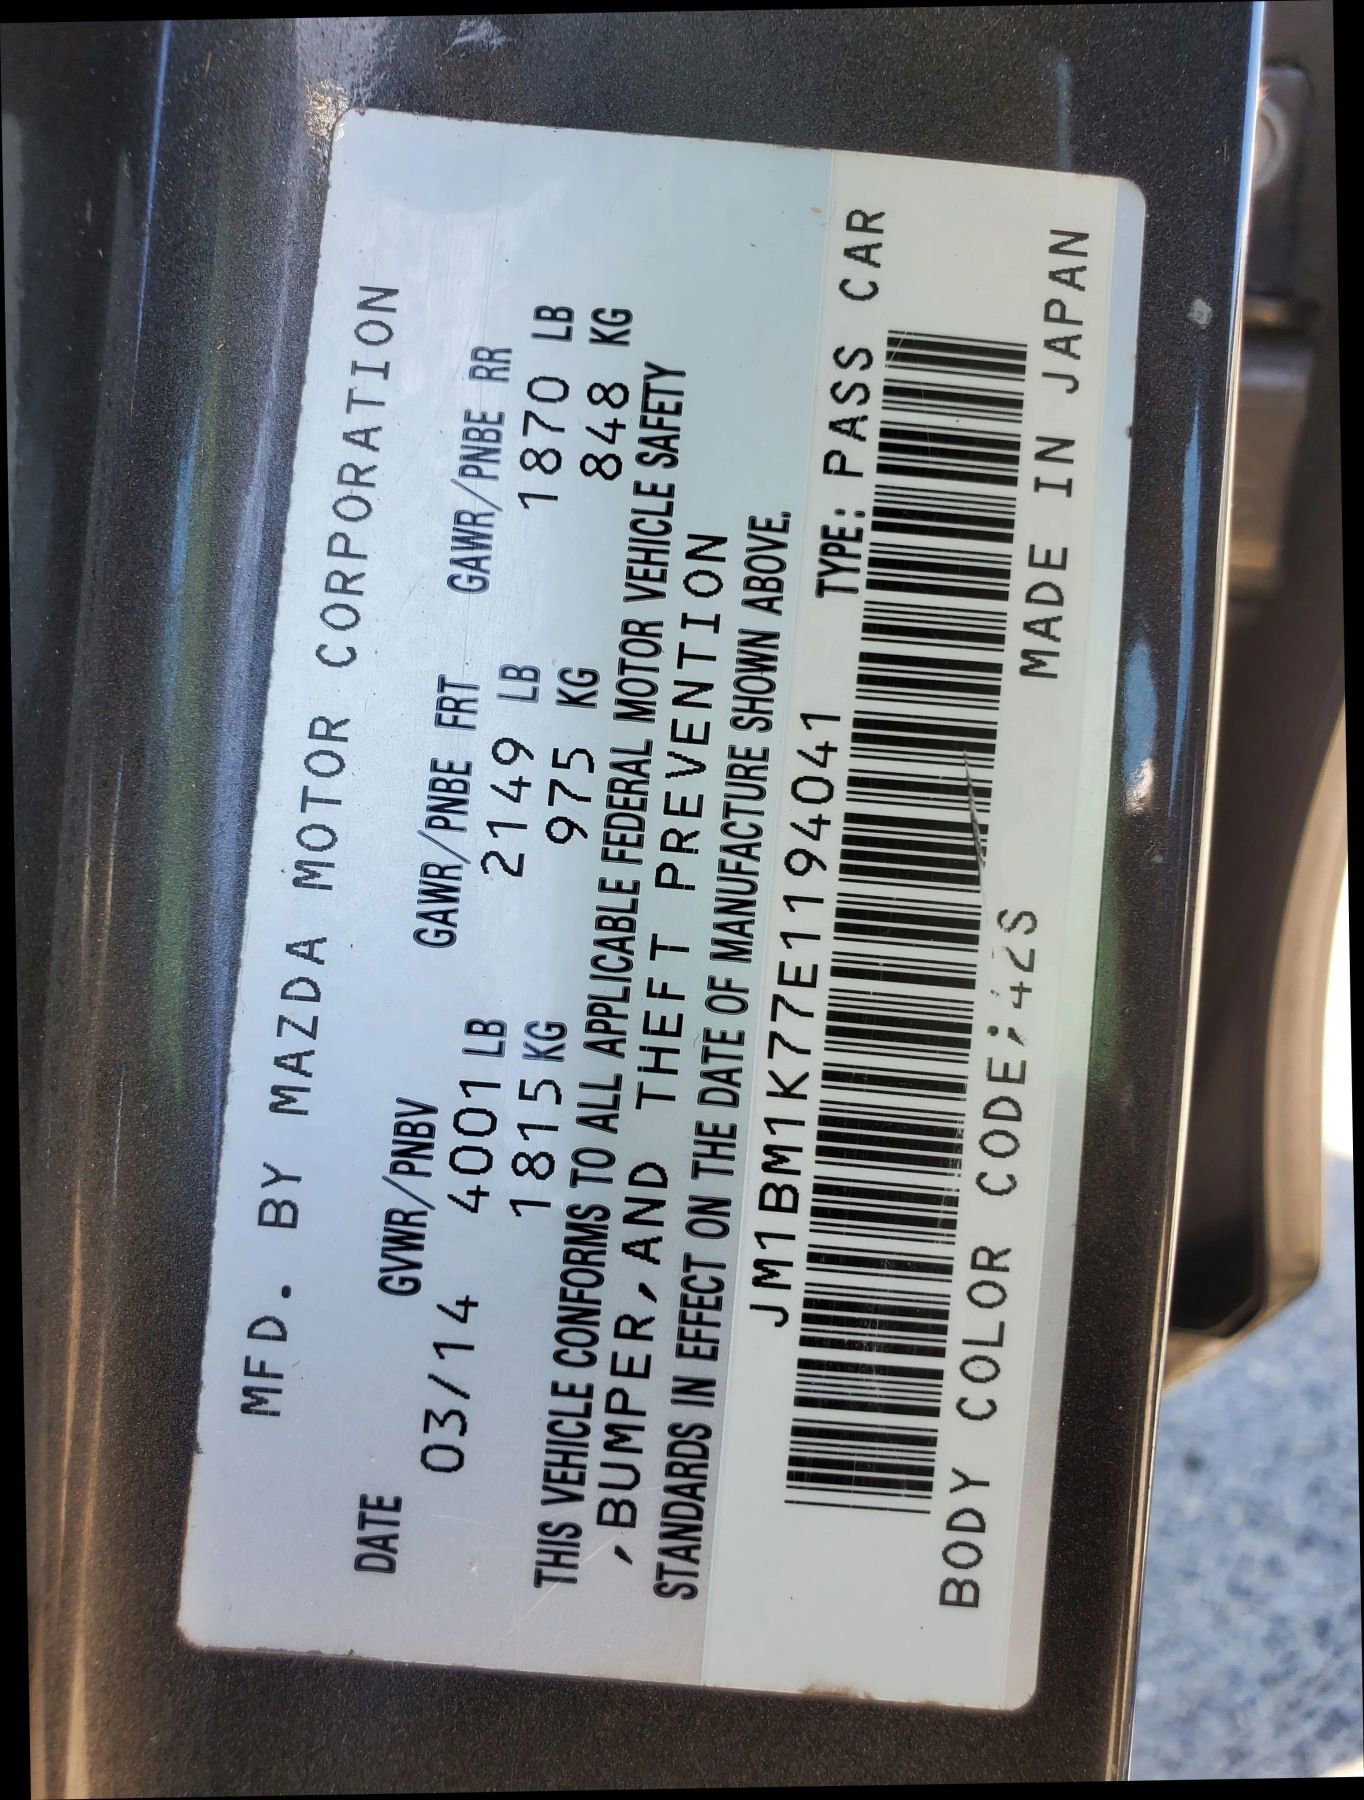 MFD. BY MAZDA MOTOR CORPORATION
DATE GVWR/PNBV GAWR/PNBE FRT GAWR/PNBE RR
03/14 4001 LB 2149 LB 1870 LB
1815 KG 975 KG 848 KG
THIS VEHICLE CONFORMS TO ALL APPLICABLE FEDERAL MOTOR VEHICLE SAFETY
,BUMPER,AND THEFT PREVENTION
STANDARDS IN EFFECT ON THE DATE OF MANUFACTURE SHOWN ABOVE.
JM1BM1K77E1194041 TYPE: PASS CAR
BODY COLOR CODE;42S MADE IN JAPAN